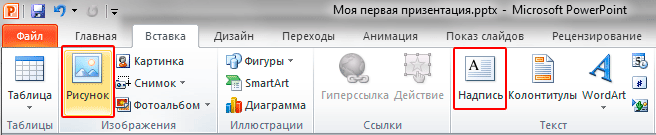 Моя первая призентация.pptx - Microsoft PowerPoint
Файл Главная Вставка Дизайн Переходы Анимация Показ слайдов Рецензирование
Таблица
Таблицы
Рисунок
Картинка
Снимок
Фотоальбом
Изображения
Фигуры
SmartArt
Диаграмма
Иллюстрации
Гиперссылка Действие
Ссылки
Надпись Колонтитулы WordArt
Текст